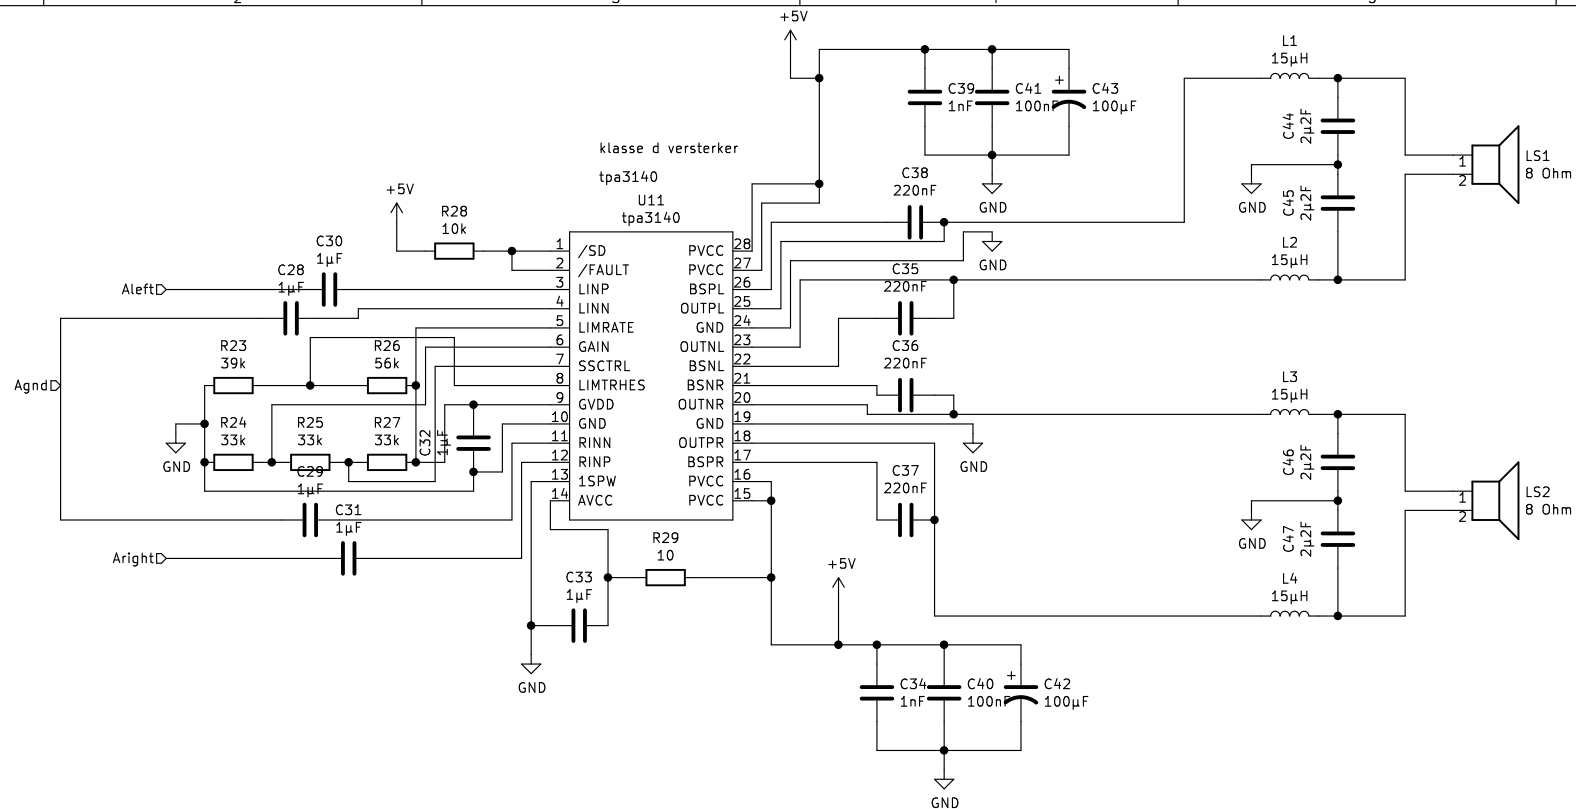 +5V
L1
15µH
C39
1nF
C41
100nF
+
C43
100µF
C44
2µ2F
1
2
LS1
8 Ohm
klasse d versterker
tpa3140
U11
tpa3140
+5V
R28
10k
C38
220nF
GND
GND
C45
2µ2F
L2
15µH
GND
C30
1µF
C28
1µF
C35
220nF
Aleft
Agnd
Aright
1 /SD
2 /FAULT
3 LINP
4 LINN
5 LIMRATE
6 GAIN
7 SSCTRL
8 LIMTRHES
9 GVDD
10 GND
11 RINN
12 RINP
13 1SPW
14 AVCC
PVCC 28
PVCC 27
BSPL 26
OUTPL 25
GND 24
OUTNL 23
BSNL 22
BSNR 21
OUTNR 20
GND 19
OUTPR 18
BSPR 17
PVCC 16
PVCC 15
R23
39k
R26
56k
R24
33k
R25
33k
R27
33k
C32
1µF
GND
C29
1µF
C31
1µF
C36
220nF
GND
C37
220nF
L3
15µH
C46
2µ2F
1
2
LS2
8 Ohm
GND
C47
2µ2F
L4
15µH
R29
10
C33
1µF
GND
+5V
C34
1nF
C40
100nF
+
C42
100µF
GND